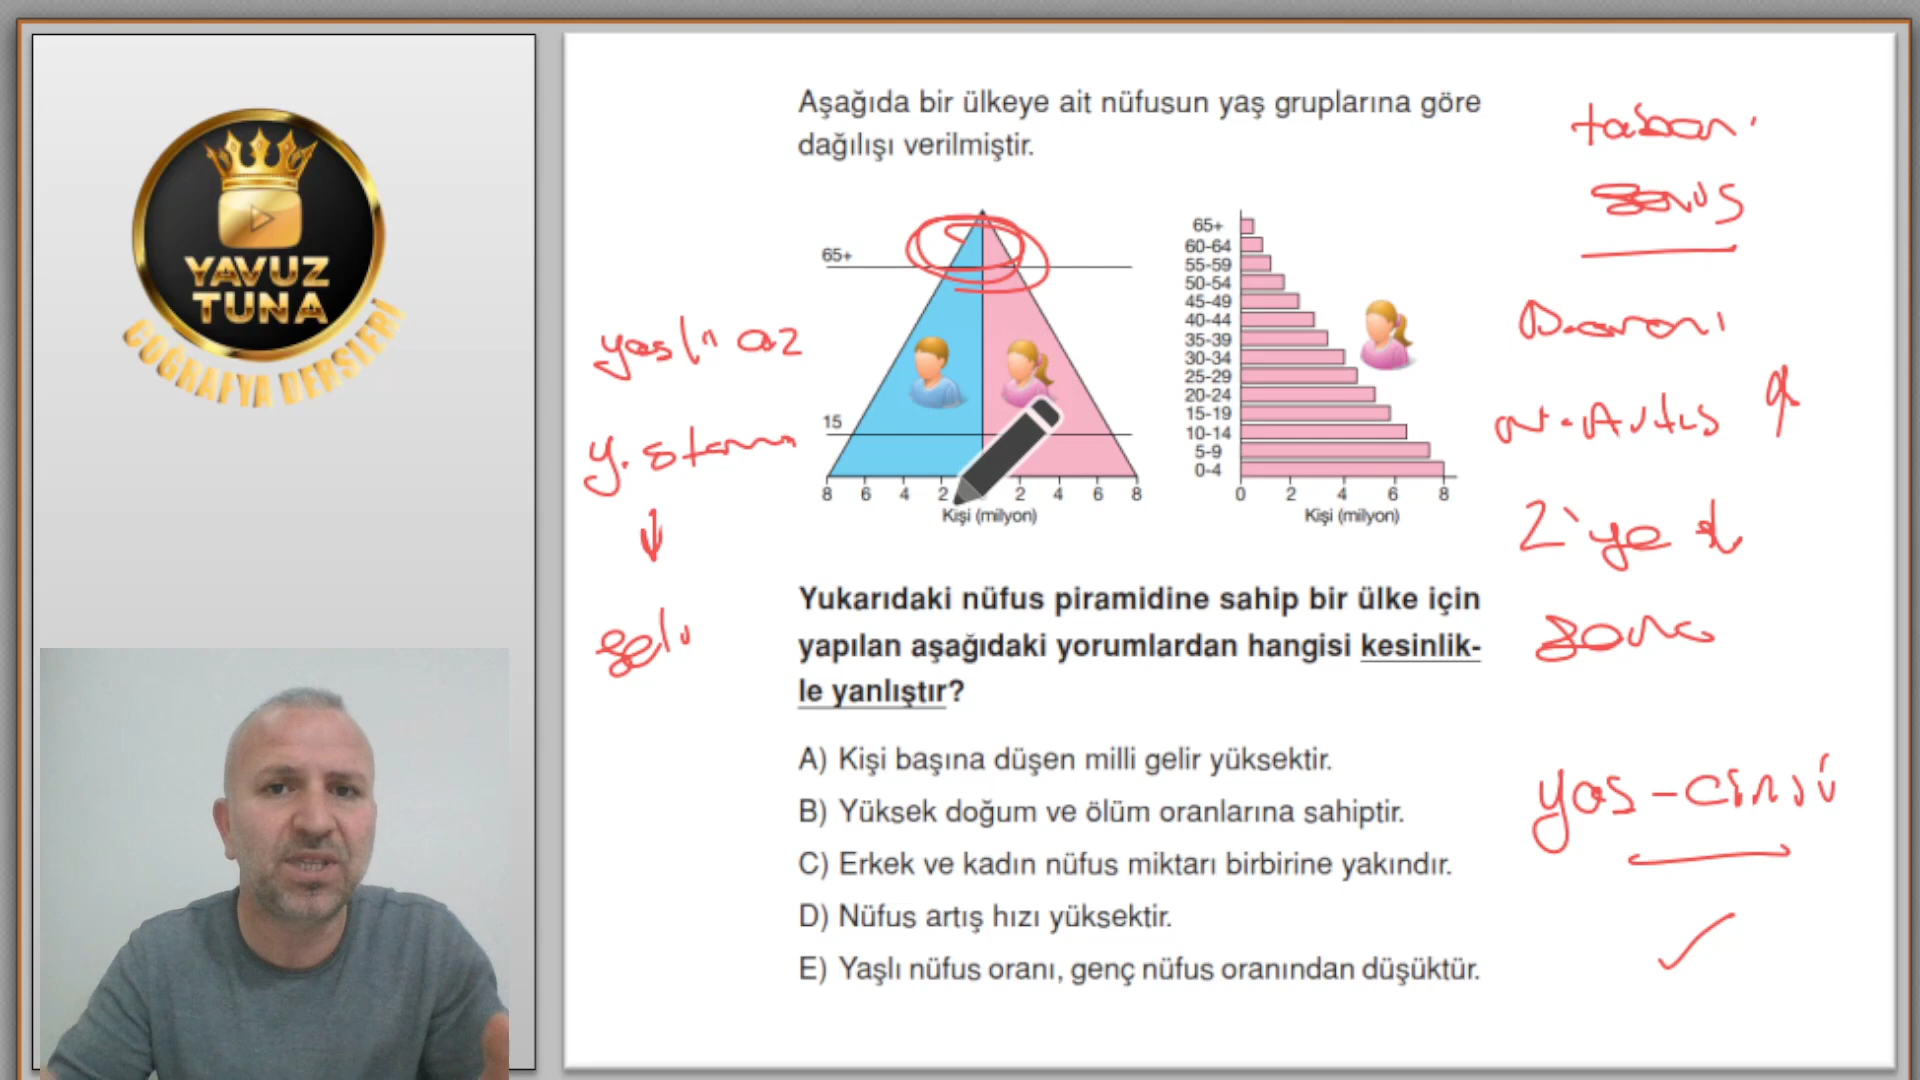 YAVUZ
TUNA
COĞRAFYA DERSLERİ
Aşağıda bir ülkeye ait nüfusun yaş gruplarına göre
dağılışı verilmiştir.
65+
15
8 6 4 2 2 4 6 8
Kişi (milyon)
65+
60-64
55-59
50-54
45-49
40-44
35-39
30-34
25-29
20-24
15-19
10-14
5-9
0-4
0 2 4 6 8
Kişi (milyon)
yaşlı az
y.
taban
D. oranı
N. Artış
2'ye
yaş - cinsi
Yukarıdaki nüfus piramidine sahip bir ülke için
yapılan aşağıdaki yorumlardan hangisi kesinlik-
le yanlıştır?
A) Kişi başına düşen milli gelir yüksektir.
B) Yüksek doğum ve ölüm oranlarına sahiptir.
C) Erkek ve kadın nüfus miktarı birbirine yakındır.
D) Nüfus artış hızı yüksektir.
E) Yaşlı nüfus oranı, genç nüfus oranından düşüktür.